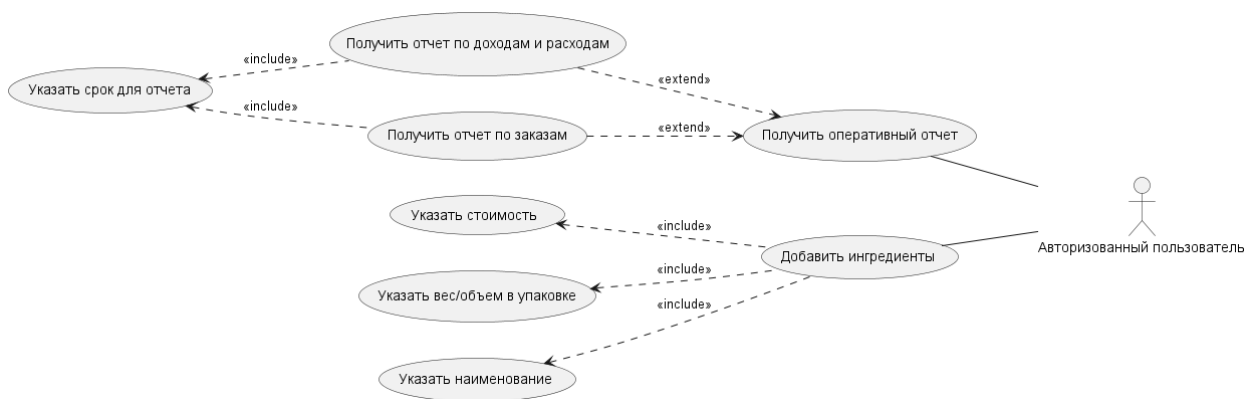 Получить отчет по доходам и расходам
«include»
«extend»
Указать срок для отчета
«include»
Получить отчет по заказам
«extend»
Получить оперативный отчет
Указать стоимость
«include»
Авторизованный пользователь
Добавить ингредиенты
«include»
Указать вес/объем в упаковке
«include»
Указать наименование